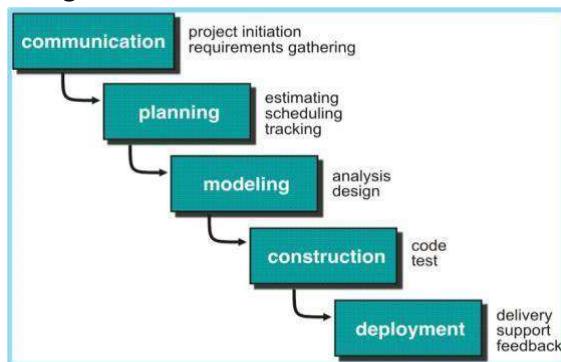 communication
project initiation
requirements gathering
planning
estimating
scheduling
tracking
modeling
analysis
design
construction
code
test
deployment
delivery
support
feedback